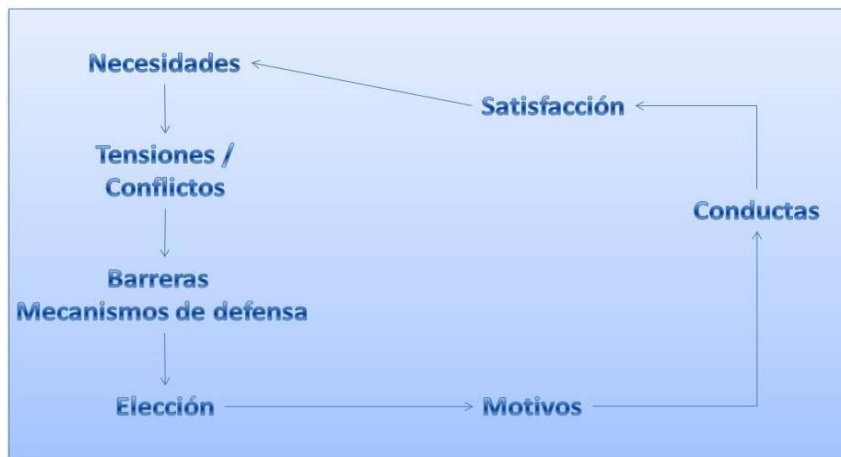 Necesidades
Satisfacción
Tensiones /
Conflictos
Conductas
Barreras
Mecanismos de defensa
Elección
Motivos